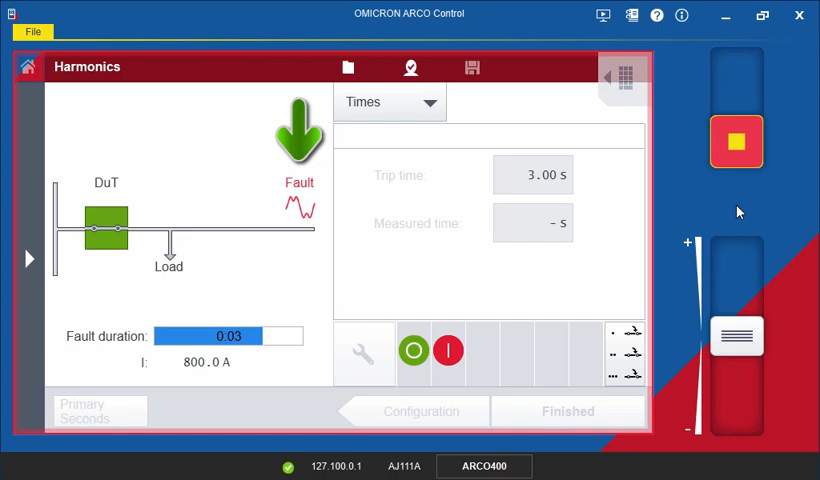 OMICRON ARCO Control
File
Harmonics
Times
Fault
DuT
Trip time: 3.00 s
Measured time: - s
Load
Fault duration: 0:03
I: 800.0 A
Primary
Seconds
Configuration
Finished
127.100.0.1 AJ111A ARCO400